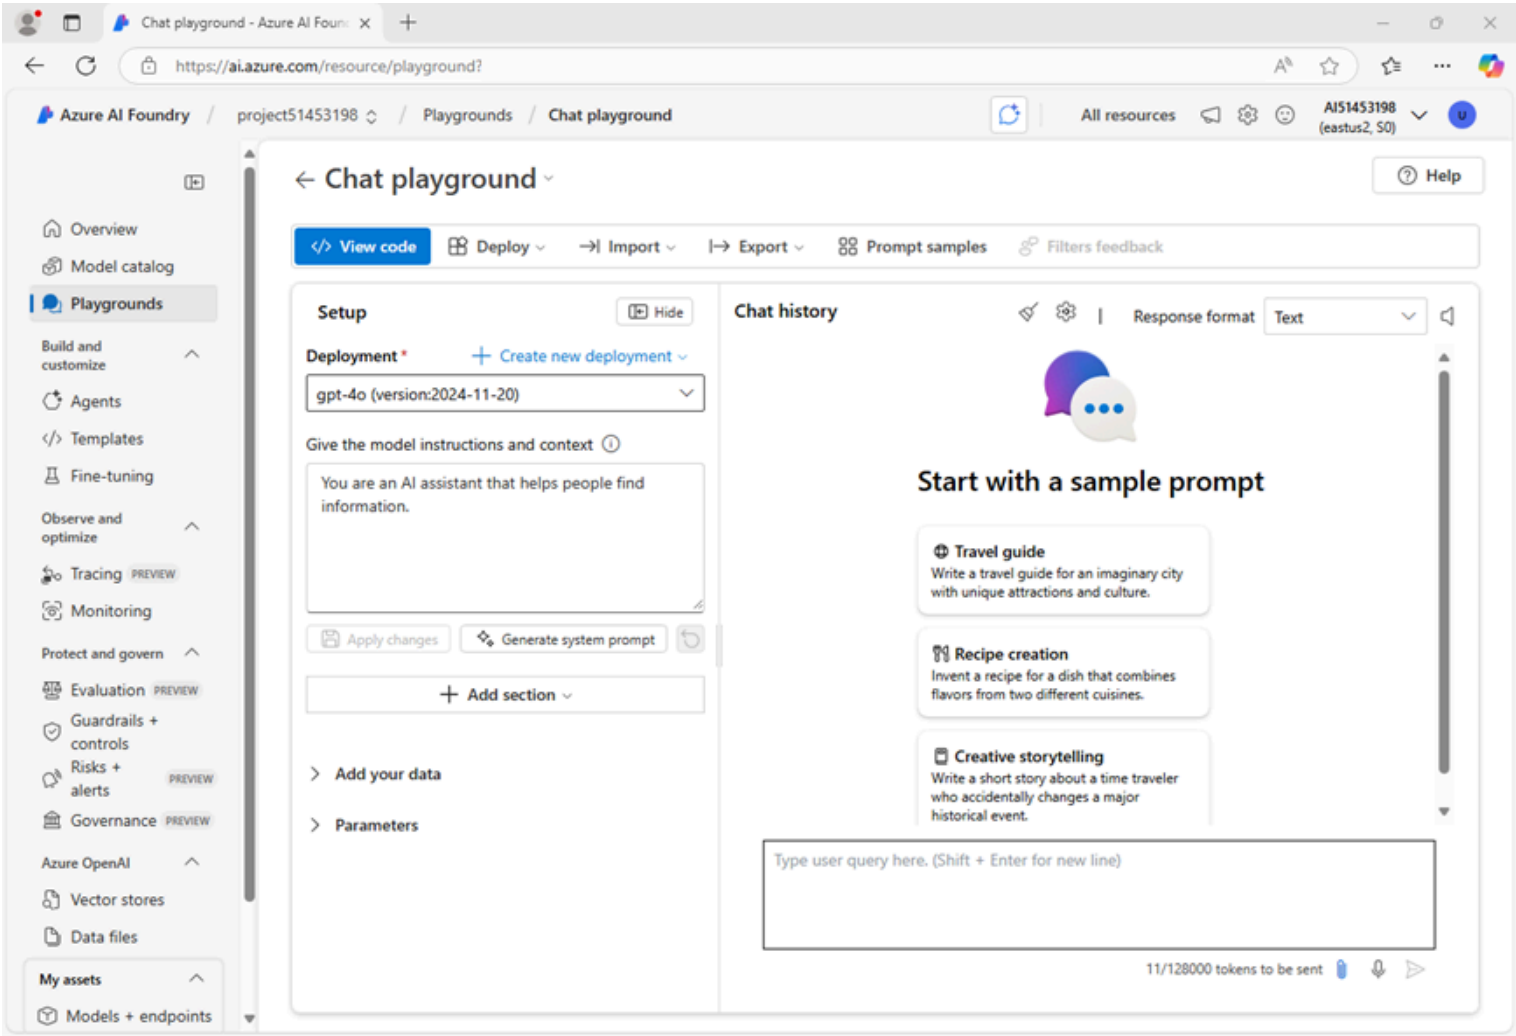 Chat playground - Azure AI Foun
https://ai.azure.com/resource/playground?
Azure AI Foundry / project51453198 / Playgrounds / Chat playground
All resources
AI51453198
(eastus2, S0)
U
Overview
Model catalog
Playgrounds
Build and
customize
Agents
Templates
Fine-tuning
Observe and
optimize
Tracing PREVIEW
Monitoring
Protect and govern
Evaluation PREVIEW
Guardrails +
controls
Risks +
alerts
PREVIEW
Governance PREVIEW
Azure OpenAI
Vector stores
Data files
My assets
Models + endpoints
Chat playground
Help
View code
Deploy
Import
Export
Prompt samples
Filters feedback
Setup
Hide
Deployment *
Create new deployment
gpt-4o (version:2024-11-20)
Give the model instructions and context
You are an AI assistant that helps people find
information.
Apply changes
Generate system prompt
Add section
Add your data
Parameters
Chat history
Response format
Text
Start with a sample prompt
Travel guide
Write a travel guide for an imaginary city
with unique attractions and culture.
Recipe creation
Invent a recipe for a dish that combines
flavors from two different cuisines.
Creative storytelling
Write a short story about a time traveler
who accidentally changes a major
historical event.
Type user query here. (Shift + Enter for new line)
11/128000 tokens to be sent